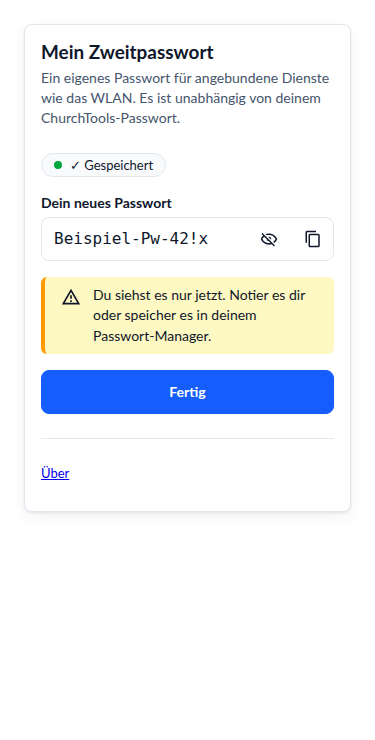 Mein Zweitpasswort
Ein eigenes Passwort für angebundene Dienste
wie das WLAN. Es ist unabhängig von deinem
ChurchTools-Passwort.
✓ Gespeichert
Dein neues Passwort
Beispiel-Pw-42!x
Du siehst es nur jetzt. Notier es dir
oder speicher es in deinem
Passwort-Manager.
Fertig
Über